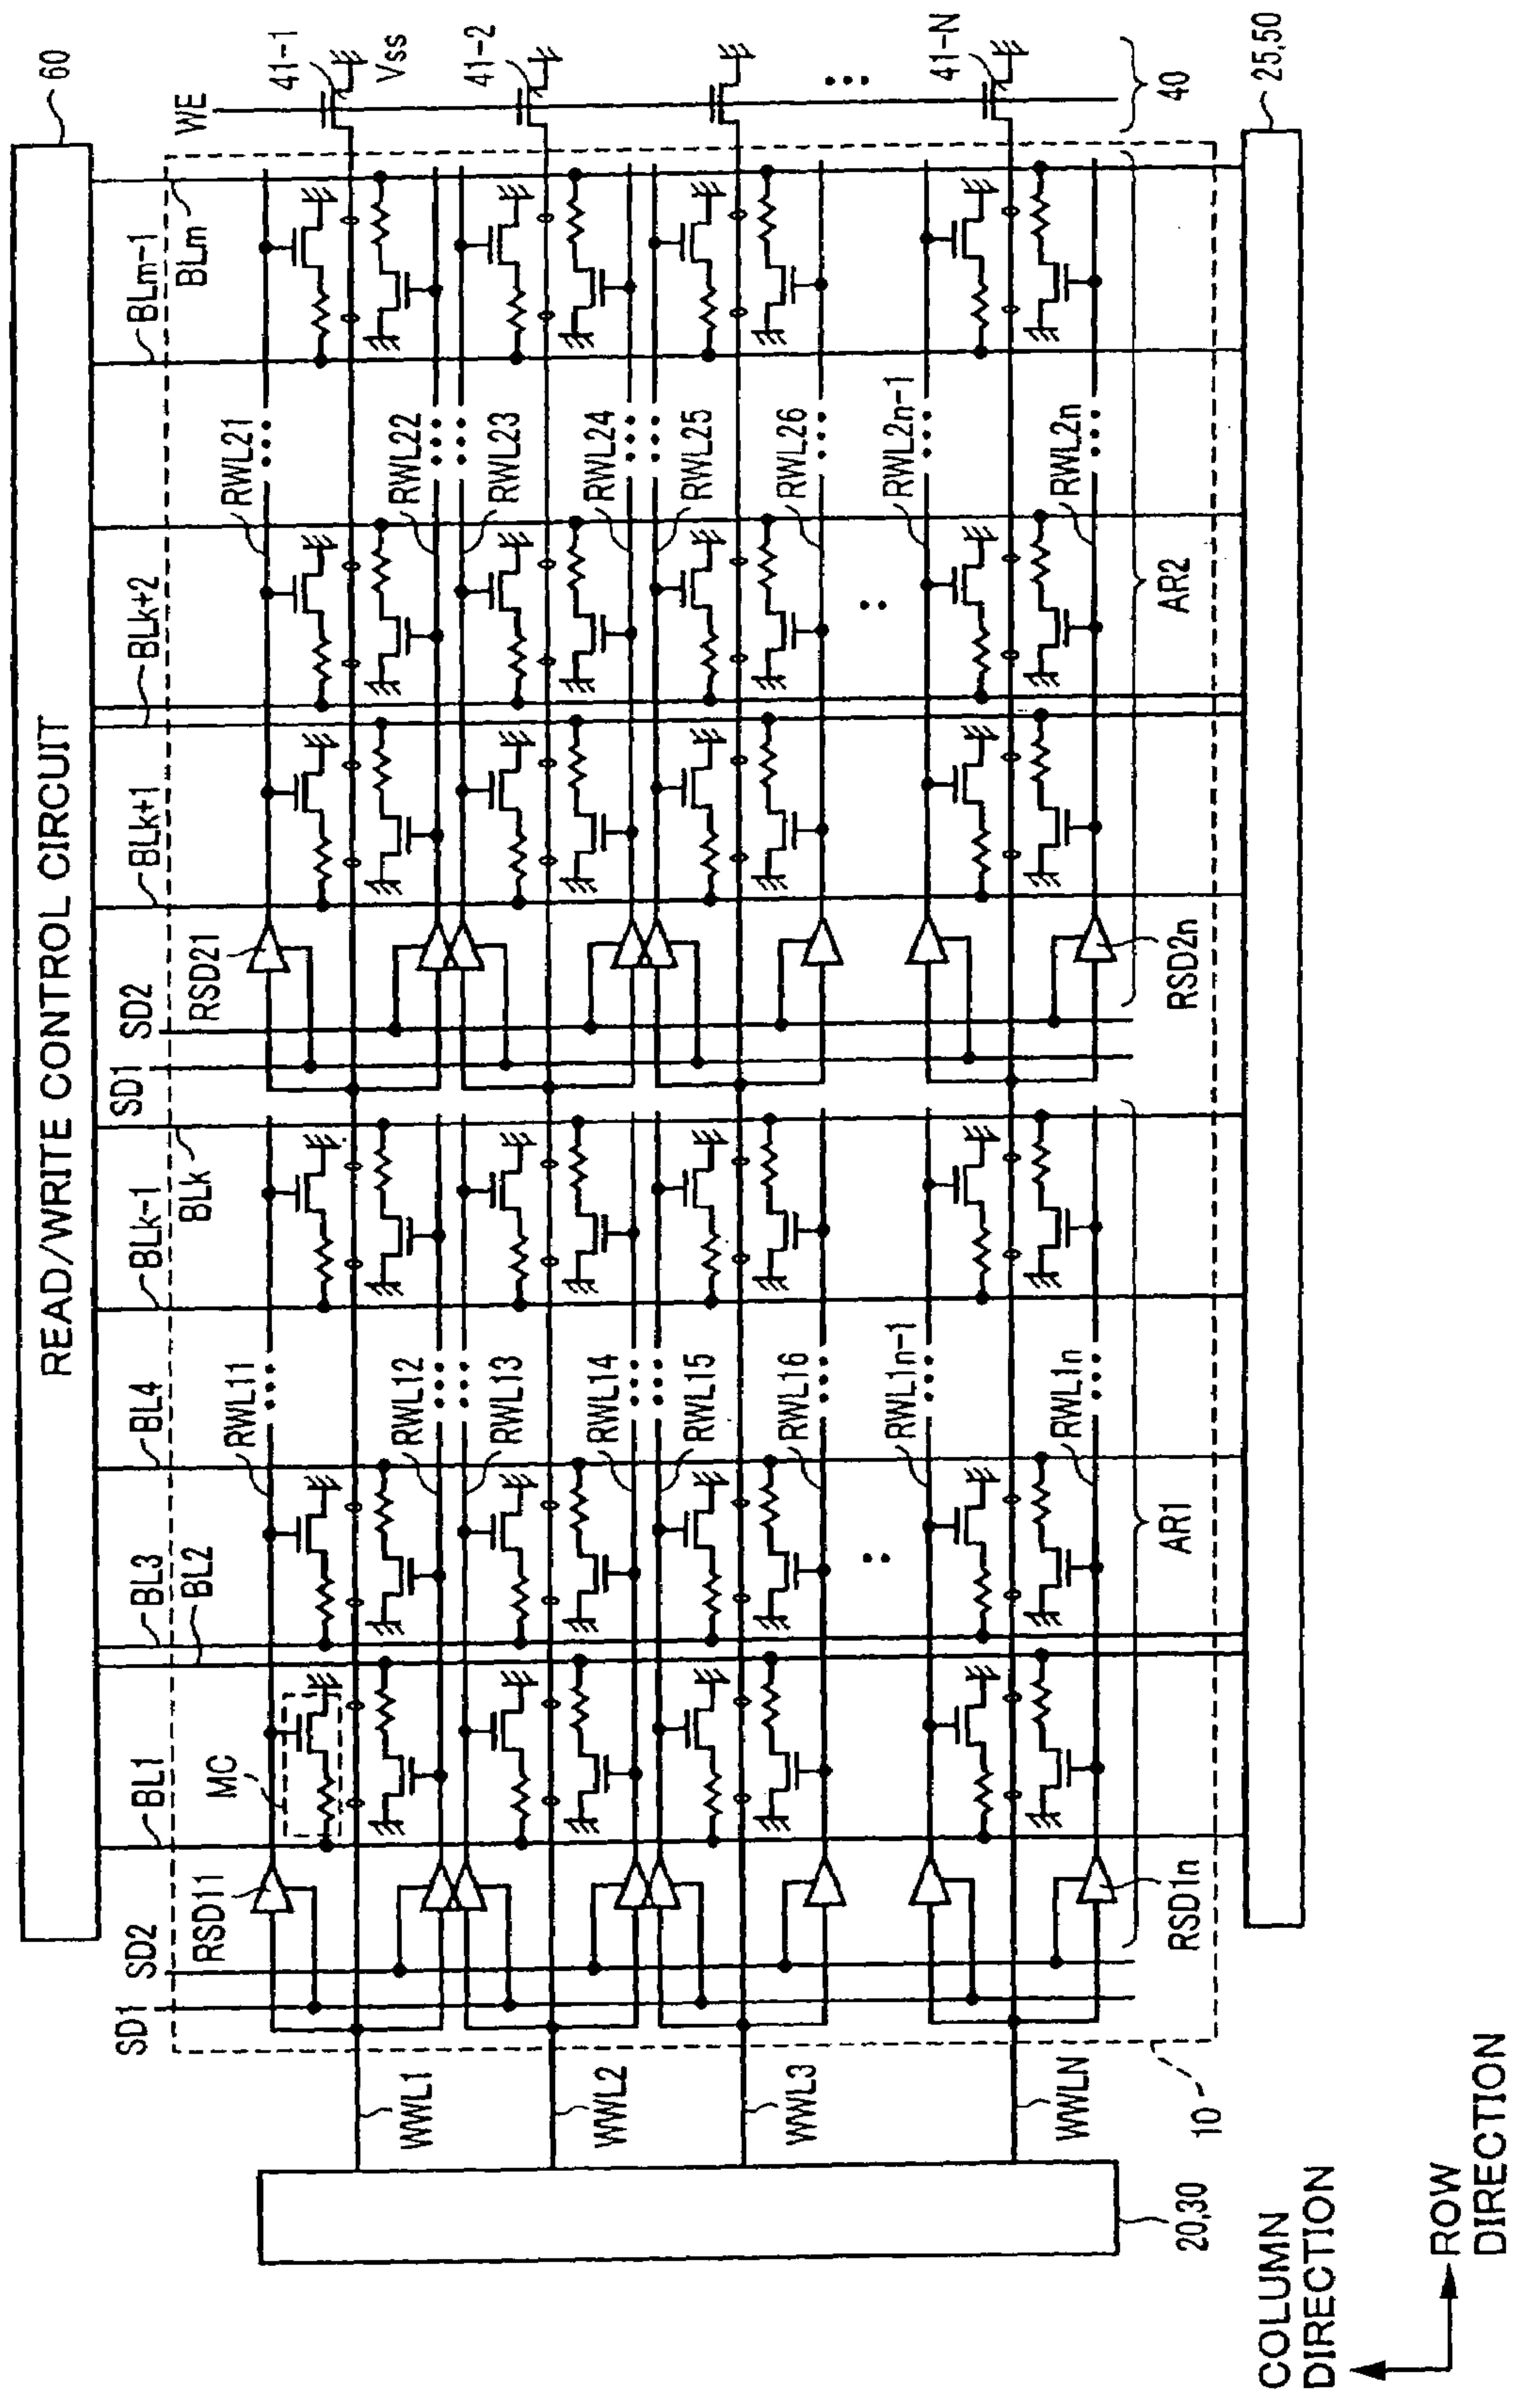 READ/WRITE CONTROL CIRCUIT
60
SD1
SD2
BL1
BL2
BL3
BL4
BLk-1
BLk
SD1
SD2
BLk+1
BLk+2
BLm-1
BLm
WE
41-1
Vss
41-2
41-N
40
RSD11
MC
RWL11
RSD21
RWL21
WWL1
RWL12
RWL22
RWL13
RWL23
WWL2
RWL14
RWL24
RWL15
RWL25
WWL3
RWL16
RWL26
RWL1n-1
RWL2n-1
WWLN
RWL1n
RWL2n
RSD1n
AR1
RSD2n
AR2
10
20,30
25,50
COLUMN
DIRECTION
ROW
DIRECTION